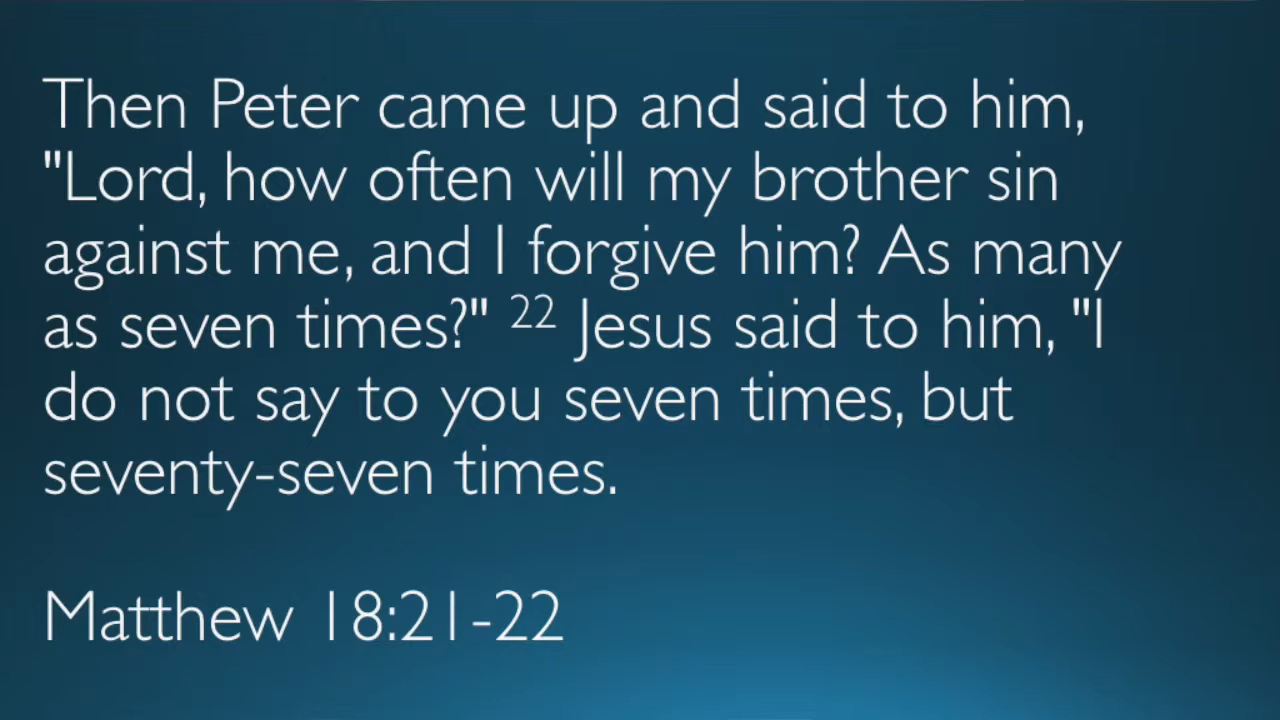 Then Peter came up and said to him,
"Lord, how often will my brother sin
against me, and I forgive him? As many
as seven times?" 22 Jesus said to him, "I
do not say to you seven times, but
seventy-seven times.
Matthew 18:21-22